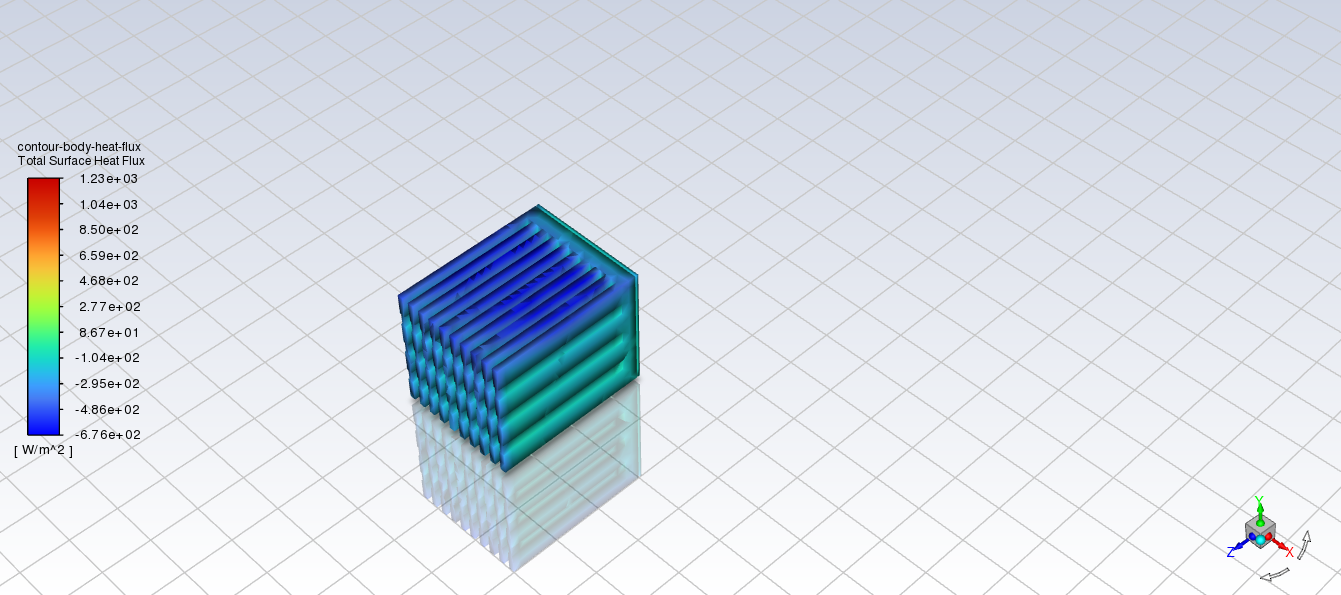 contour-body-heat-flux
Total Surface Heat Flux
1.23e+03
1.04e+03
8.50e+02
6.59e+02
4.68e+02
2.77e+02
8.67e+01
-1.04e+02
-2.95e+02
-4.86e+02
-6.76e+02
[ W/m^2 ]
Y
Z
X